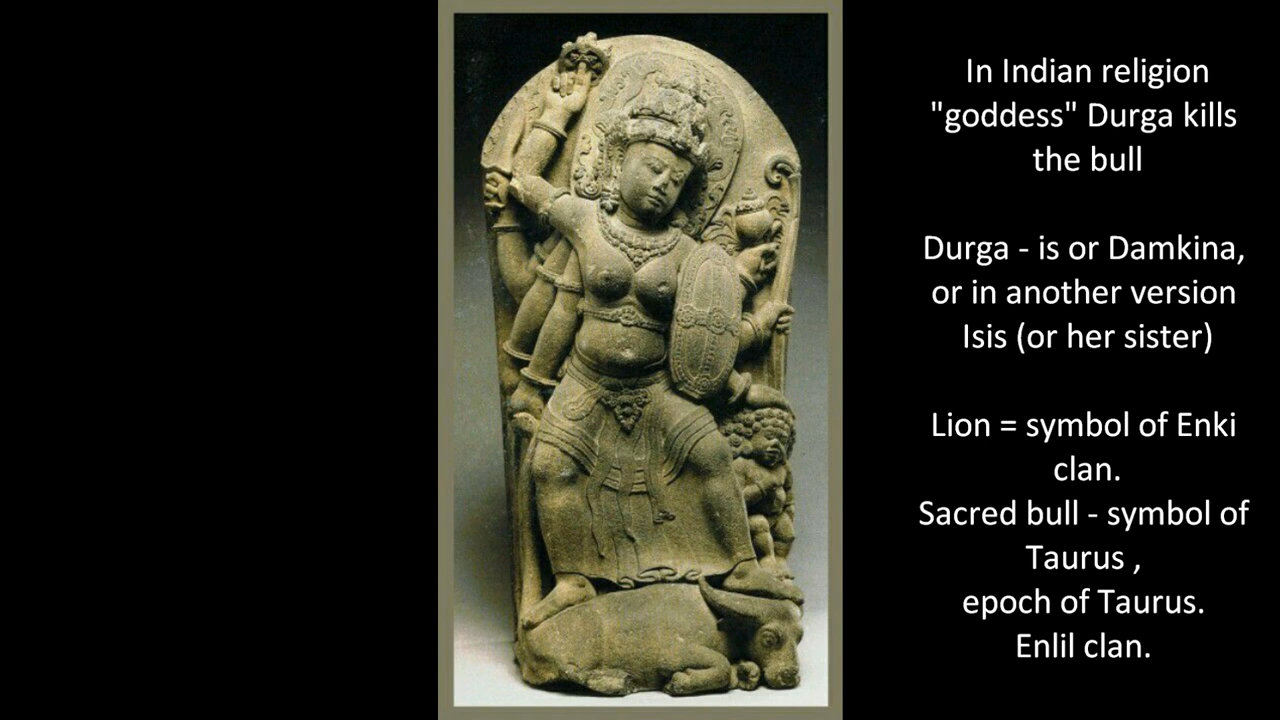 In Indian religion
"goddess" Durga kills
the bull
Durga - is or Damkina,
or in another version
Isis (or her sister)
Lion = symbol of Enki
clan.
Sacred bull - symbol of
Taurus ,
epoch of Taurus.
Enlil clan.